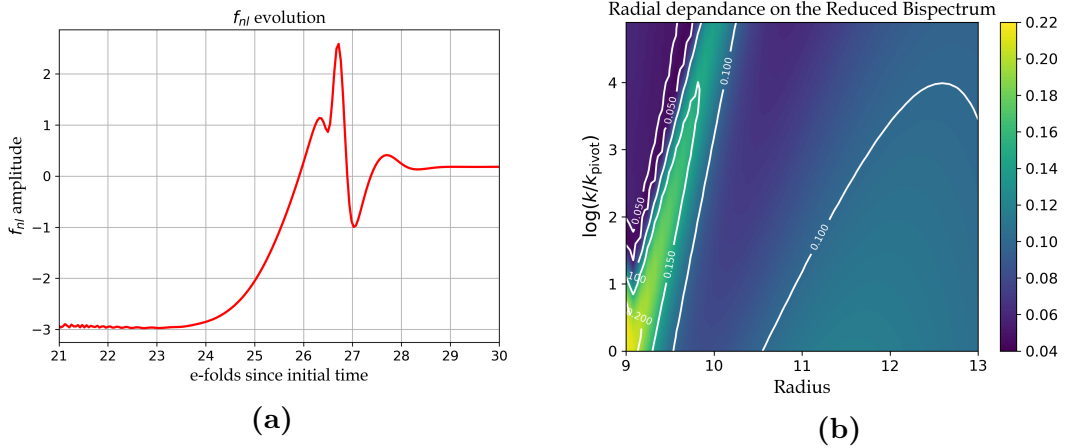 f_nl evolution
2
1
0
−1
−2
−3
f_nl amplitude
21 22 23 24 25 26 27 28 29 30
e-folds since initial time
(a)
Radial depandance on the Reduced Bispectrum
4
3
2
1
0
log(k/k_pivot)
0.050
0.050
.100
0.200
0.150
0.100
0.100
9 10 11 12 13
Radius
0.22
0.20
0.18
0.16
0.14
0.12
0.10
0.08
0.06
0.04
(b)